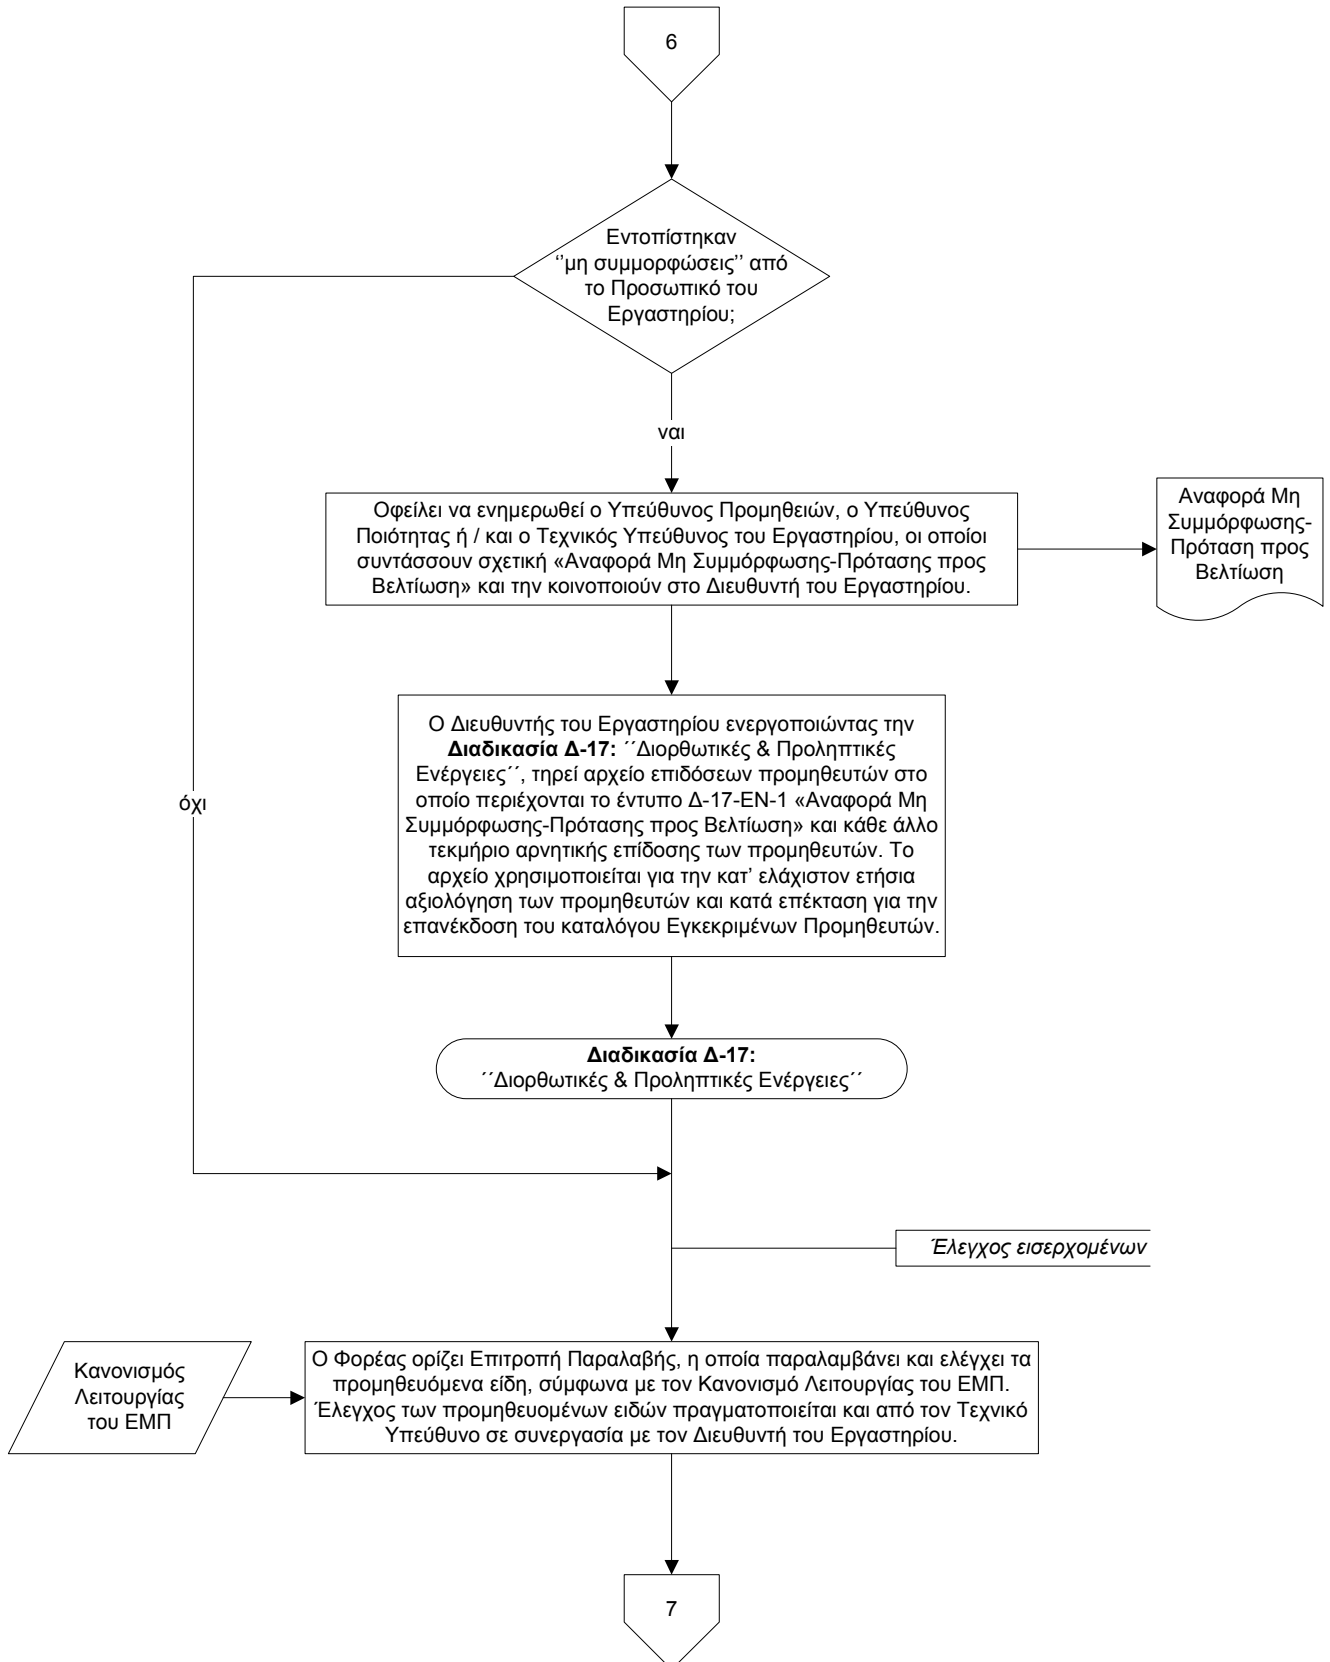 6
Εντοπίστηκαν
‘’μη συμμορφώσεις’’ από
το Προσωπικό του
Εργαστηρίου;
ναι
Οφείλει να ενημερωθεί ο Υπεύθυνος Προμηθειών, ο Υπεύθυνος
Ποιότητας ή / και ο Τεχνικός Υπεύθυνος του Εργαστηρίου, οι οποίοι
συντάσσουν σχετική «Αναφορά Μη Συμμόρφωσης-Πρότασης προς
Βελτίωση» και την κοινοποιούν στο Διευθυντή του Εργαστηρίου.
Αναφορά Μη
Συμμόρφωσης-
Πρόταση προς
Βελτίωση
Ο Διευθυντής του Εργαστηρίου ενεργοποιώντας την
Διαδικασία Δ-17: ´´Διορθωτικές & Προληπτικές
Ενέργειες´´, τηρεί αρχείο επιδόσεων προμηθευτών στο
οποίο περιέχονται το έντυπο Δ-17-ΕΝ-1 «Αναφορά Μη
Συμμόρφωσης-Πρότασης προς Βελτίωση» και κάθε άλλο
τεκμήριο αρνητικής επίδοσης των προμηθευτών. Το
αρχείο χρησιμοποιείται για την κατ’ ελάχιστον ετήσια
αξιολόγηση των προμηθευτών και κατά επέκταση για την
επανέκδοση του καταλόγου Εγκεκριμένων Προμηθευτών.
όχι
Διαδικασία Δ-17:
´´Διορθωτικές & Προληπτικές Ενέργειες´´
Έλεγχος εισερχομένων
Κανονισμός
Λειτουργίας
του ΕΜΠ
Ο Φορέας ορίζει Επιτροπή Παραλαβής, η οποία παραλαμβάνει και ελέγχει τα
προμηθευόμενα είδη, σύμφωνα με τον Κανονισμό Λειτουργίας του ΕΜΠ.
Έλεγχος των προμηθευομένων ειδών πραγματοποιείται και από τον Τεχνικό
Υπεύθυνο σε συνεργασία με τον Διευθυντή του Εργαστηρίου.
7